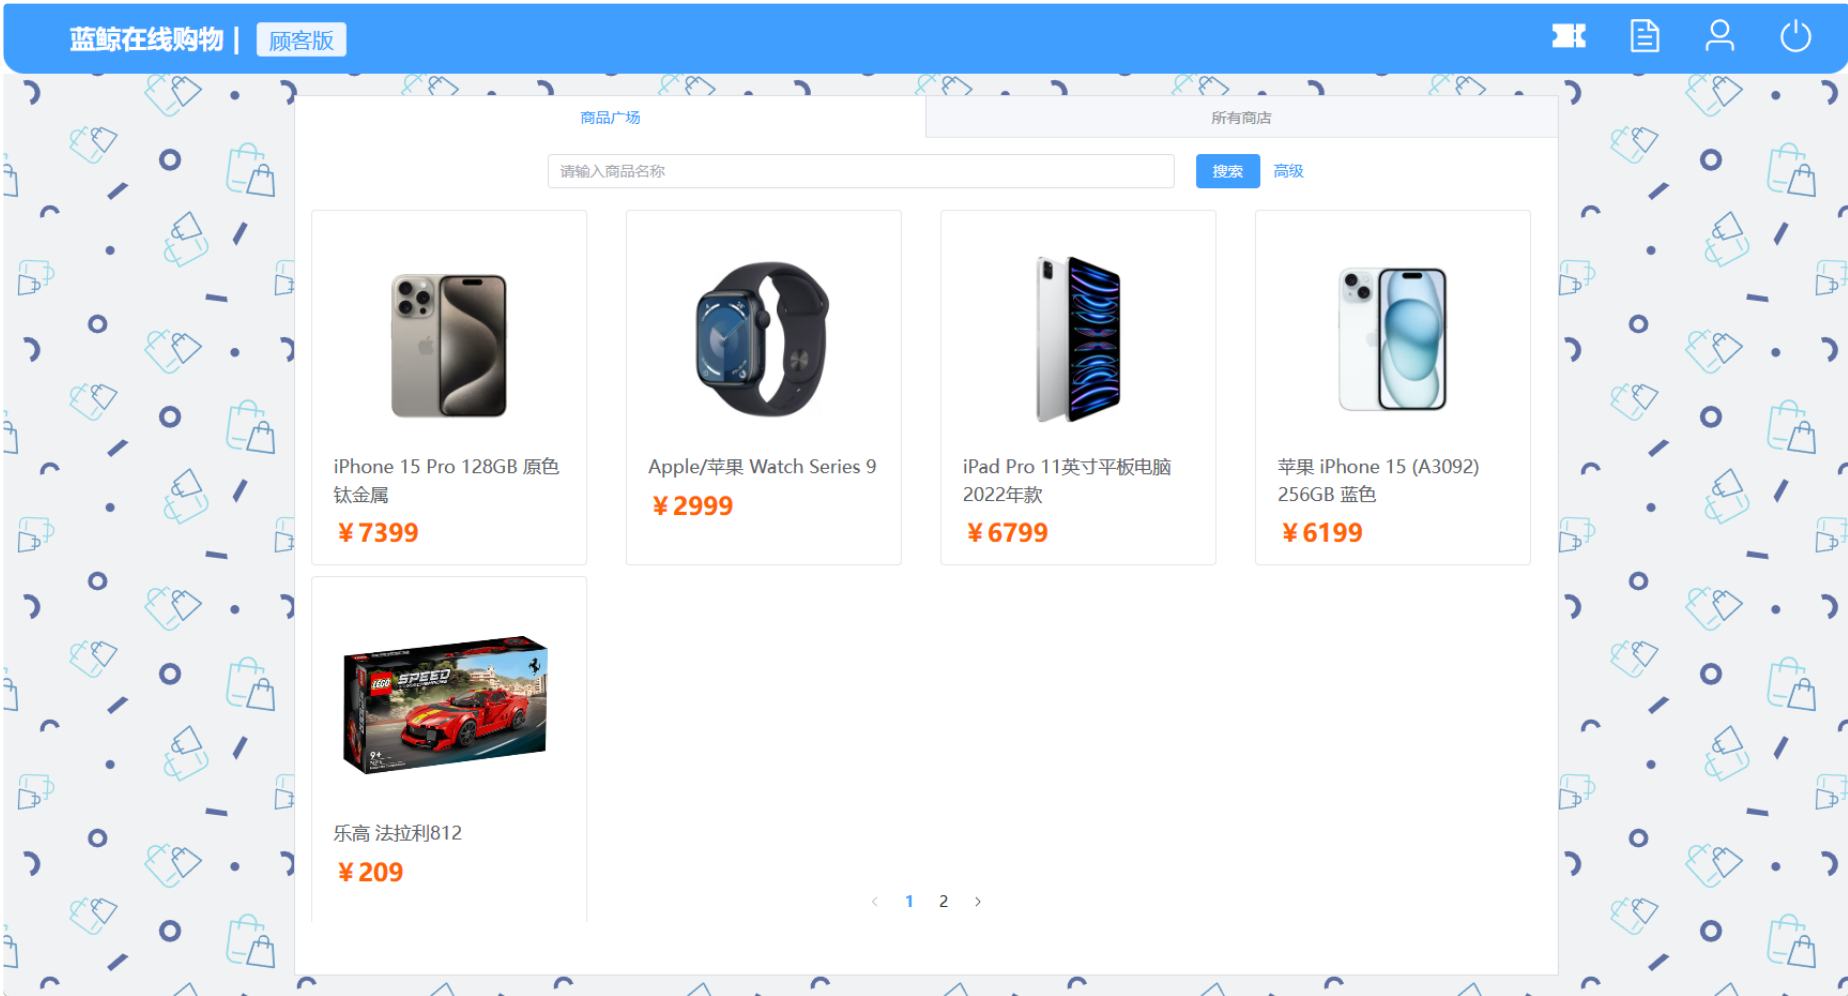 蓝鲸在线购物 | 顾客版
商品广场
所有商店
请输入商品名称
搜索
高级
iPhone 15 Pro 128GB 原色
钛金属
￥7399
Apple/苹果 Watch Series 9
￥2999
iPad Pro 11英寸平板电脑
2022年款
￥6799
苹果 iPhone 15 (A3092)
256GB 蓝色
￥6199
LEGO
SPEED
9+
乐高 法拉利812
￥209
1 2